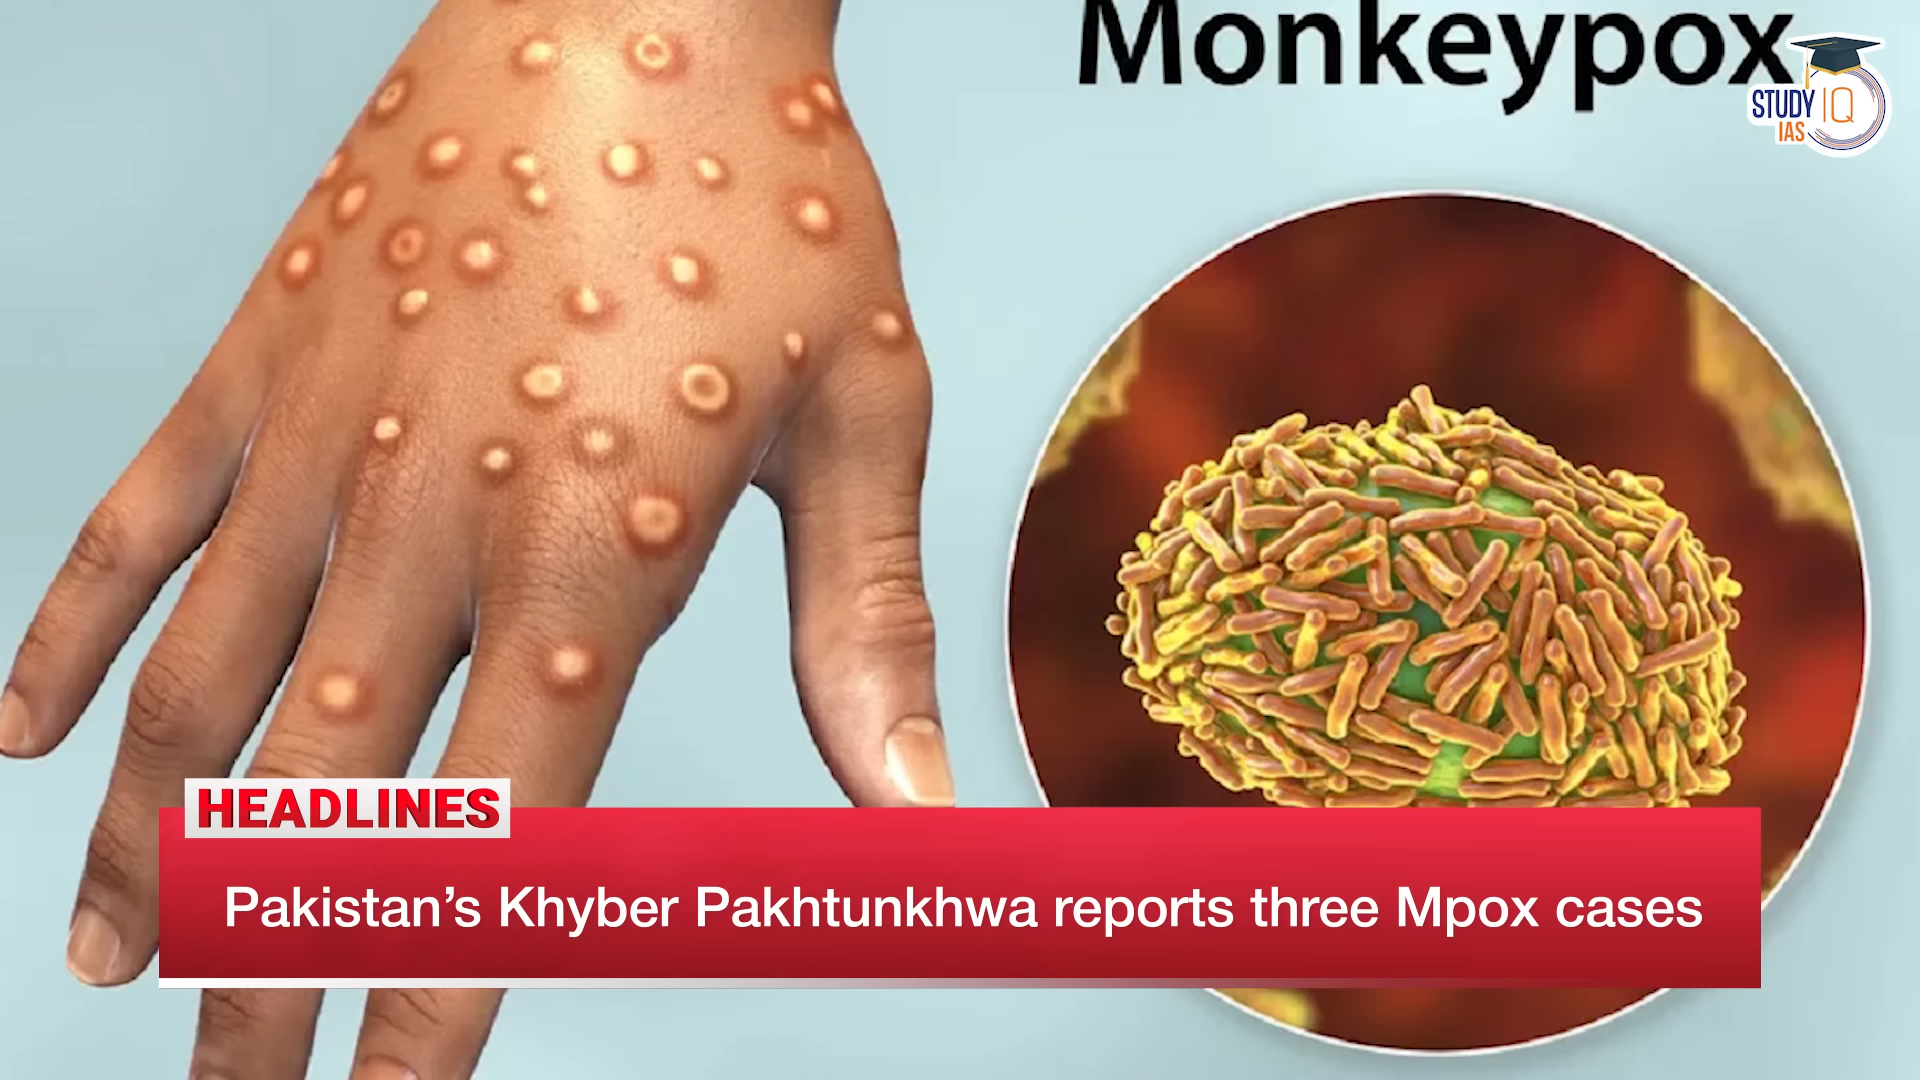 Monkeypox
STUDY IQ
IAS
HEADLINES
Pakistan’s Khyber Pakhtunkhwa reports three Mpox cases